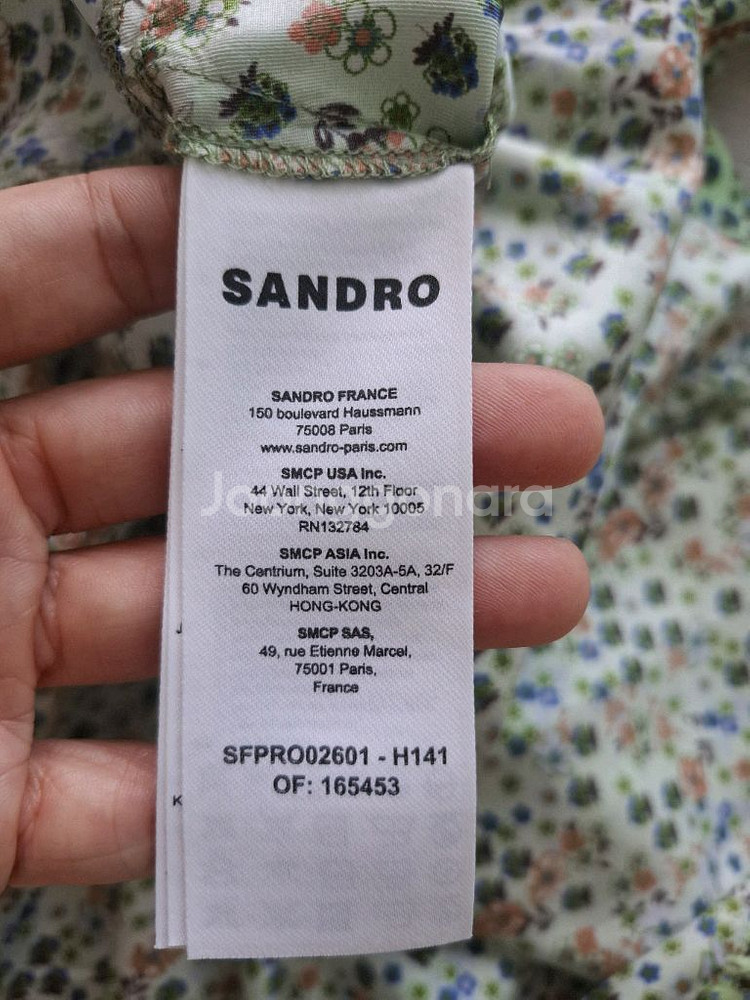 SANDRO
SANDRO FRANCE
150 boulevard Haussmann
75008 Paris
www.sandro-paris.com
SMCP USA Inc.
44 Wall Street, 12th Floor
New York, New York 10005
RN132784
SMCP ASIA Inc.
The Centrium, Suite 3203A-5A, 32/F
60 Wyndham Street, Central
HONG-KONG
SMCP SAS,
49, rue Etienne Marcel,
75001 Paris,
France
SFPRO02601 - H141
OF: 165453
K